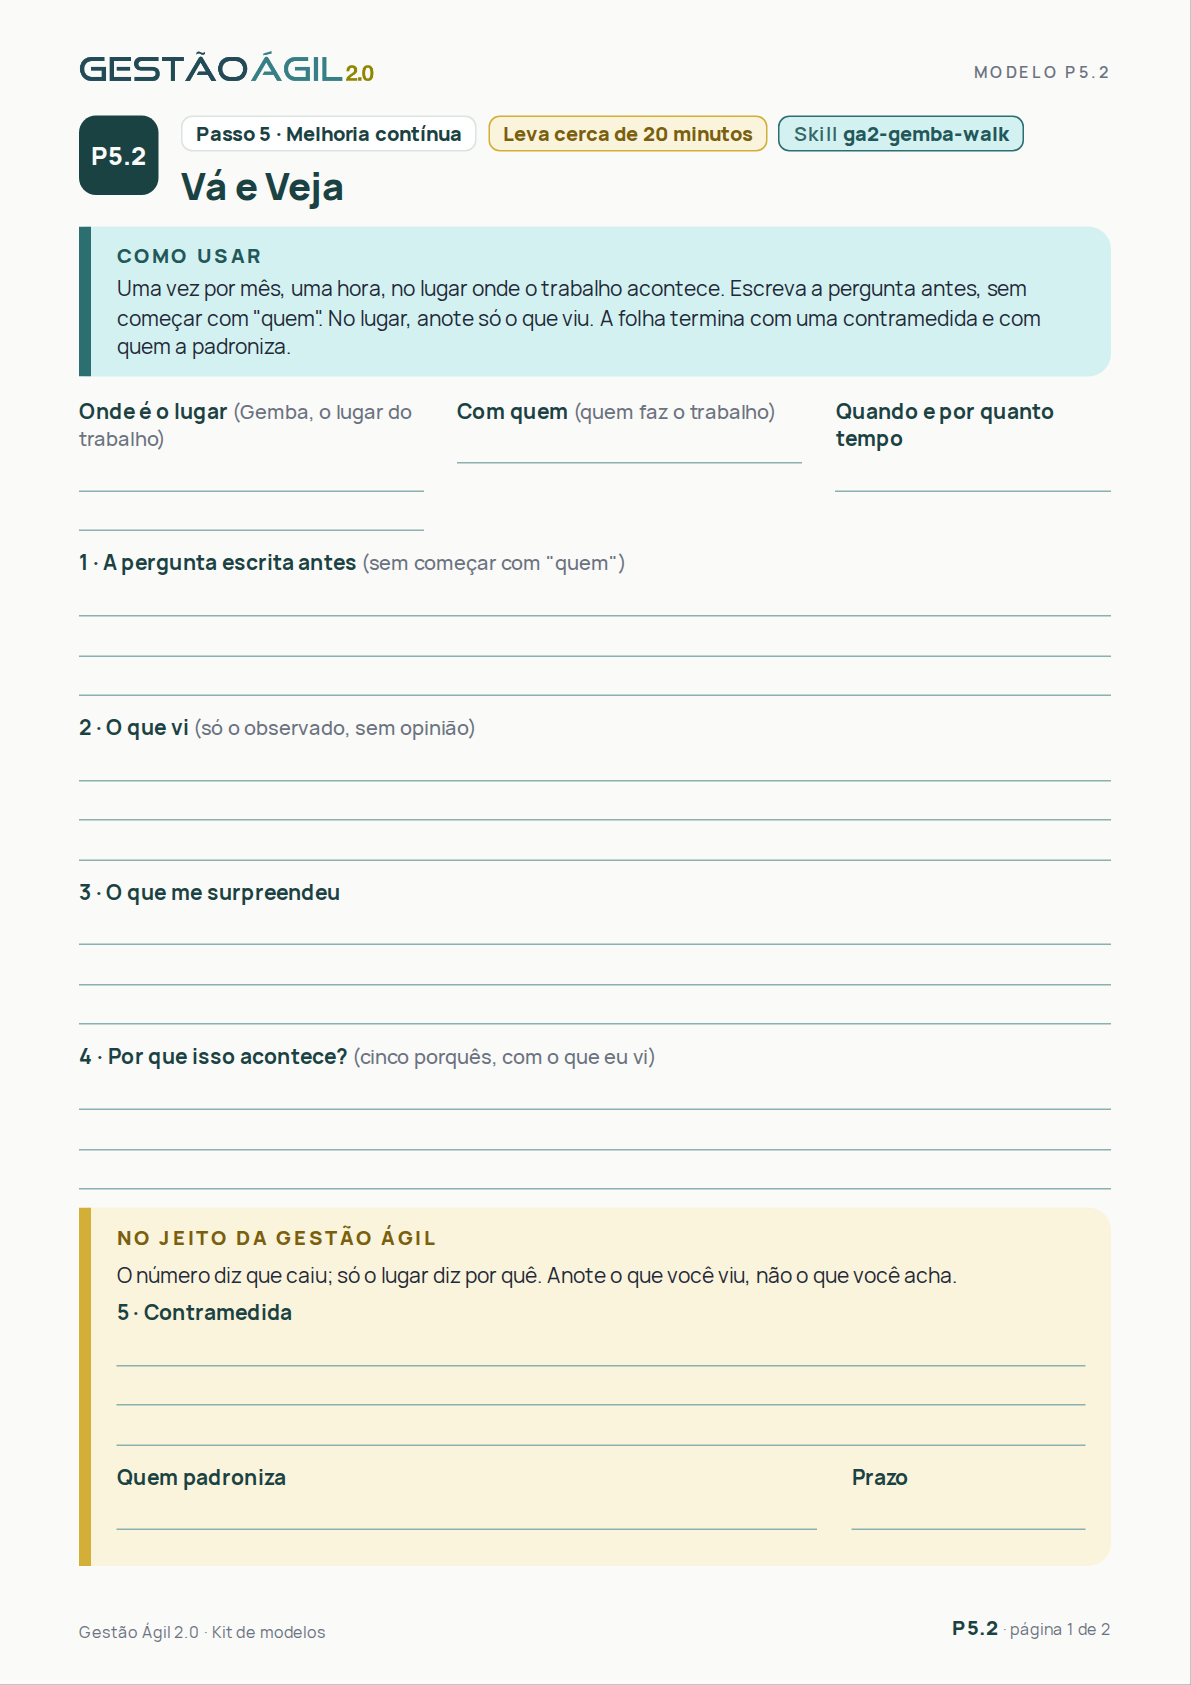 GESTÃOÁGIL2.0
MODELO P5.2
P5.2
Passo 5 · Melhoria contínua
Leva cerca de 20 minutos
Skill ga2-gemba-walk
Vá e Veja
COMO USAR
Uma vez por mês, uma hora, no lugar onde o trabalho acontece. Escreva a pergunta antes, sem
começar com "quem". No lugar, anote só o que viu. A folha termina com uma contramedida e com
quem a padroniza.
Onde é o lugar (Gemba, o lugar do
trabalho)
Com quem (quem faz o trabalho)
Quando e por quanto
tempo
1 · A pergunta escrita antes (sem começar com "quem")
2 · O que vi (só o observado, sem opinião)
3 · O que me surpreendeu
4 · Por que isso acontece? (cinco porquês, com o que eu vi)
NO JEITO DA GESTÃO ÁGIL
O número diz que caiu; só o lugar diz por quê. Anote o que você viu, não o que você acha.
5 · Contramedida
Quem padroniza
Prazo
Gestão Ágil 2.0 · Kit de modelos
P5.2 · página 1 de 2